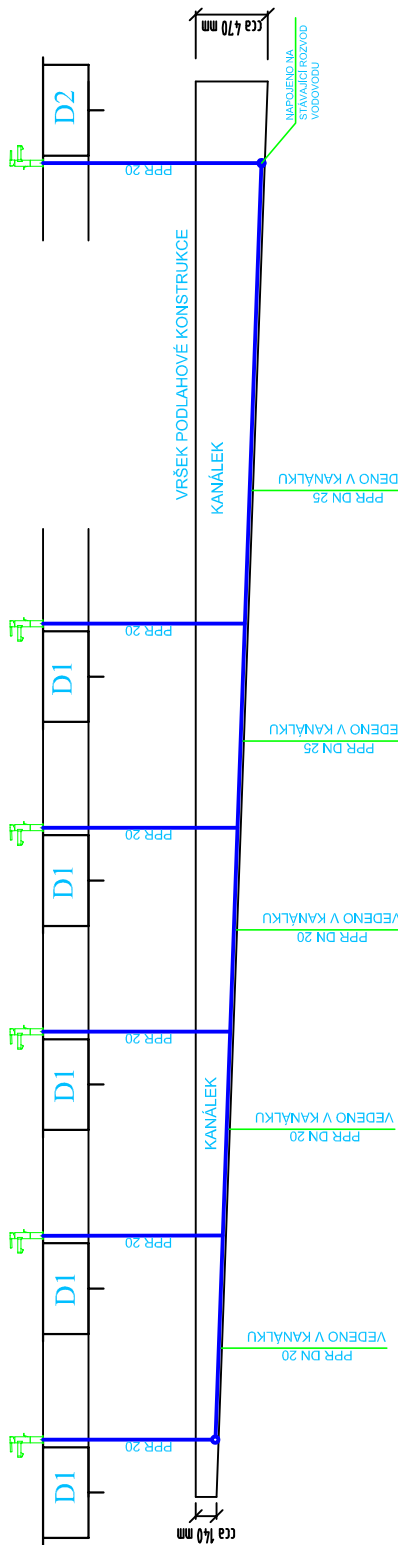 cca 470 mm
D2
NAPOJENO NA
STÁVAJÍCÍ ROZVOD
VODOVODU
PPR 20
VRŠEK PODLAHOVÉ KONSTRUKCE
KANÁLEK
DENO V KANÁLKU
PPR DN 25
PPR 20
D1
EDENO V KANÁLKU
PPR DN 25
PPR 20
D1
VEDENO V KANÁLKU
PPR DN 20
PPR 20
D1
KANÁLEK
VEDENO V KANÁLKU
PPR DN 20
PPR 20
D1
VEDENO V KANÁLKU
PPR DN 20
PPR 20
D1
cca 140 mm